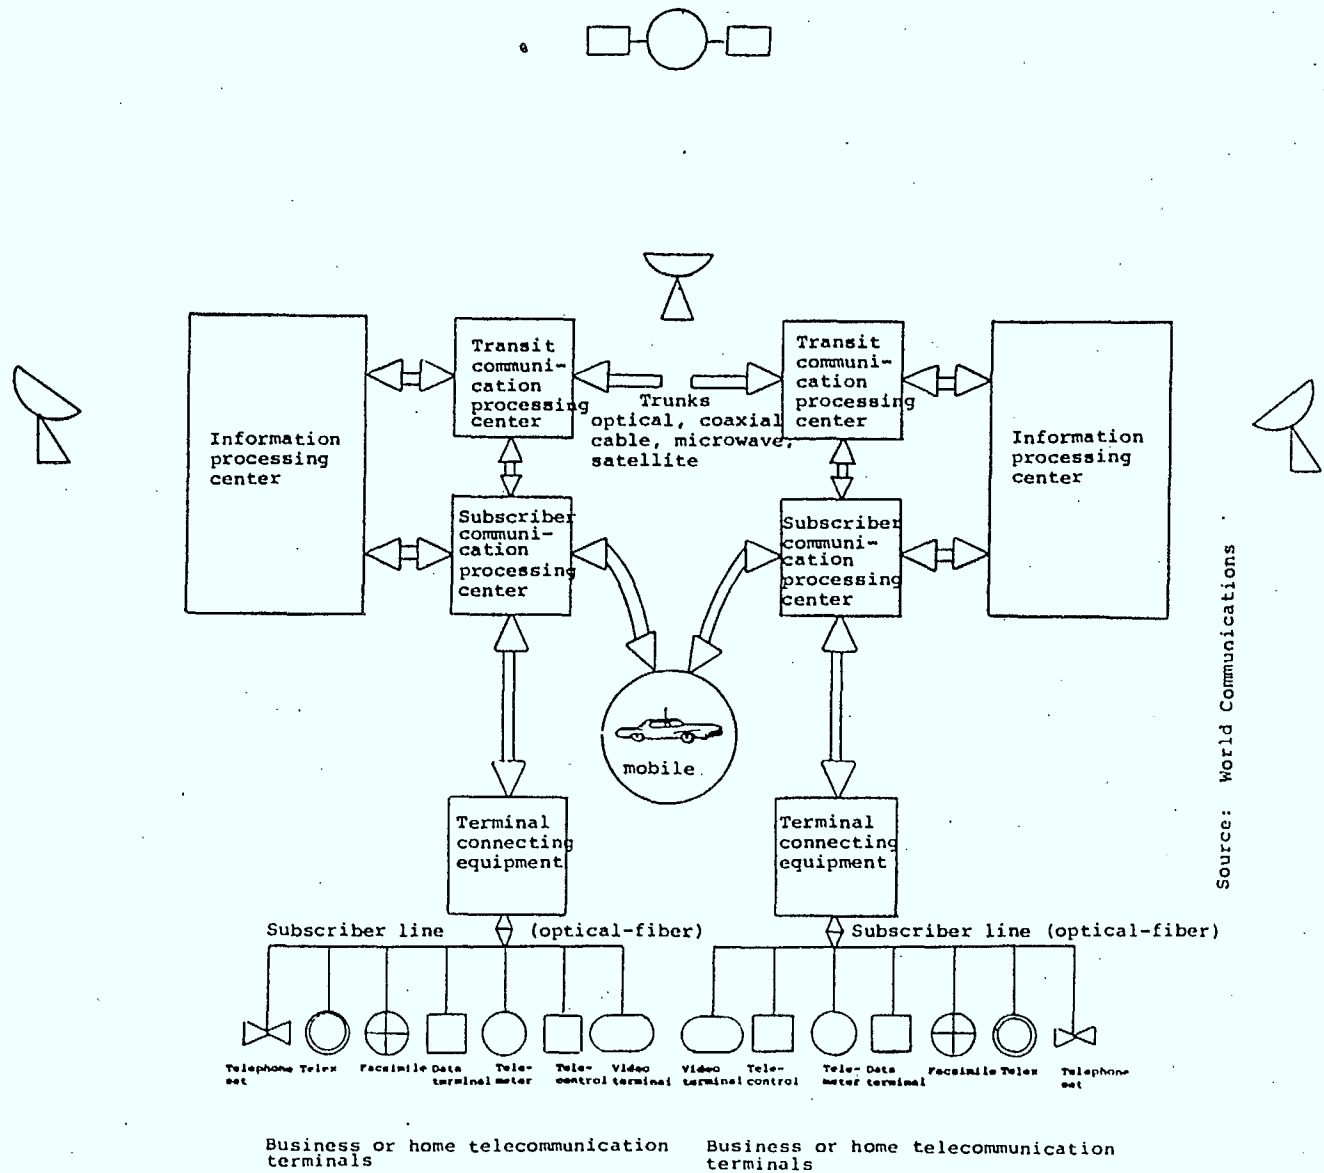 Transit
communi-
cation
processing
center
Transit
communi-
cation
processing
center
Trunks
optical, coaxial
cable, microwave,
satellite
Information
processing
center
Information
processing
center
Subscriber
communi-
cation
processing
center
Subscriber
communi-
cation
processing
center
mobile
Source: World Communications
Terminal
connecting
equipment
Terminal
connecting
equipment
Subscriber line (optical-fiber)
Subscriber line (optical-fiber)
Telephone
set
Telex
Facsimile
Data
terminal
Tele-
meter
Tele-
control
Video
terminal
Video
terminal
Tele-
control
Tele-
meter
Data
terminal
Facsimile
Telex
Telephone
set
Business or home telecommunication
terminals
Business or home telecommunication
terminals